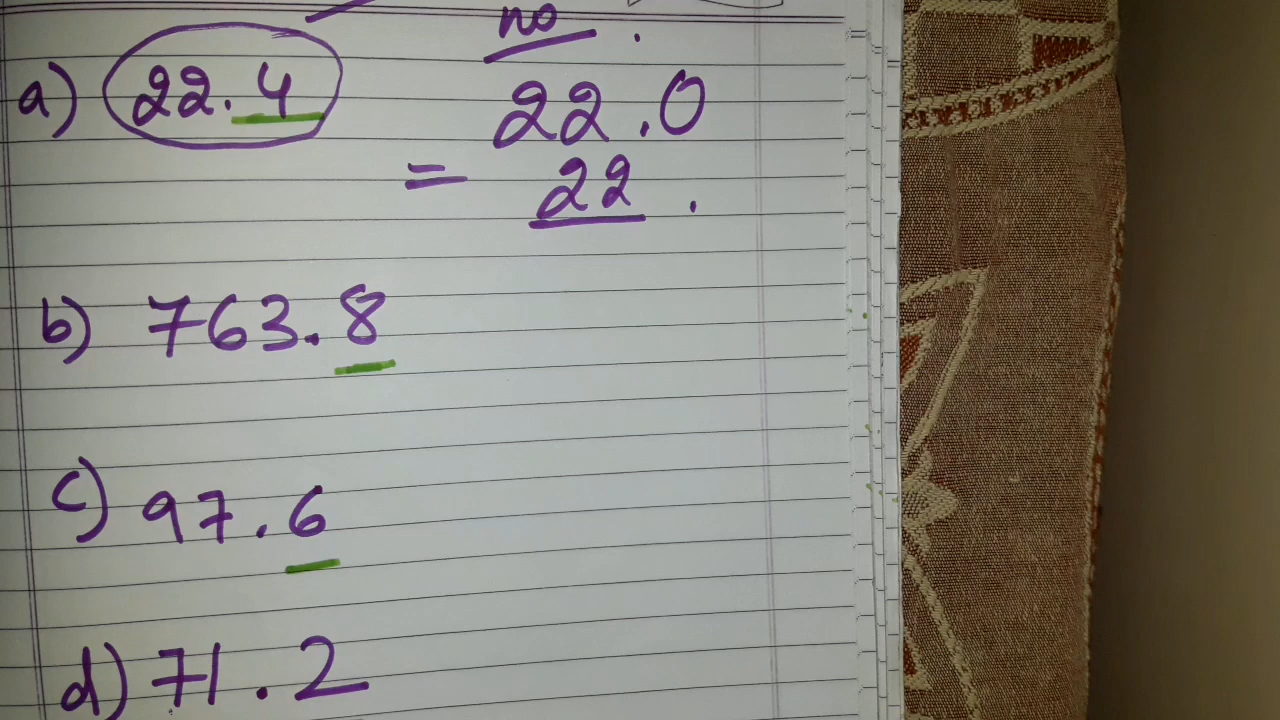 no.
a) 22.4
22.0
= 22.
b) 763.8
c) 97.6
d) 71.2